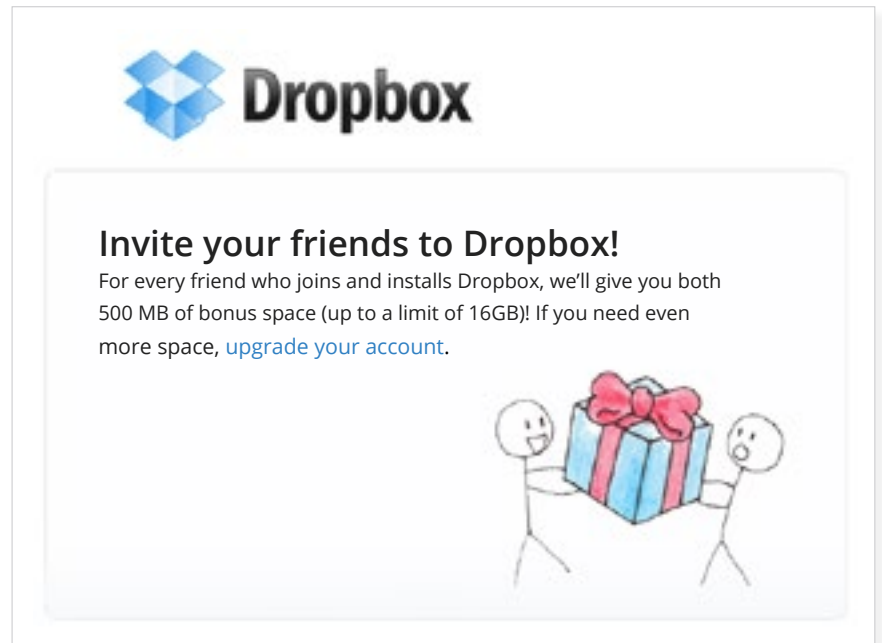 Dropbox
Invite your friends to Dropbox!
For every friend who joins and installs Dropbox, we’ll give you both
500 MB of bonus space (up to a limit of 16GB)! If you need even
more space, upgrade your account.